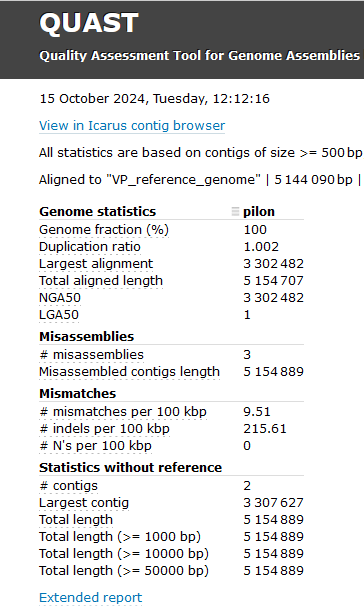 QUAST
Quality Assessment Tool for Genome Assemblies
15 October 2024, Tuesday, 12:12:16
View in Icarus contig browser
All statistics are based on contigs of size >= 500 bp
Aligned to "VP_reference_genome" | 5 144 090 bp |
Genome statistics pilon
Genome fraction (%) 100
Duplication ratio 1.002
Largest alignment 3 302 482
Total aligned length 5 154 707
NGA50 3 302 482
LGA50 1
Misassemblies
# misassemblies 3
Misassembled contigs length 5 154 889
Mismatches
# mismatches per 100 kbp 9.51
# indels per 100 kbp 215.61
# N's per 100 kbp 0
Statistics without reference
# contigs 2
Largest contig 3 307 627
Total length 5 154 889
Total length (>= 1000 bp) 5 154 889
Total length (>= 10000 bp) 5 154 889
Total length (>= 50000 bp) 5 154 889
Extended report